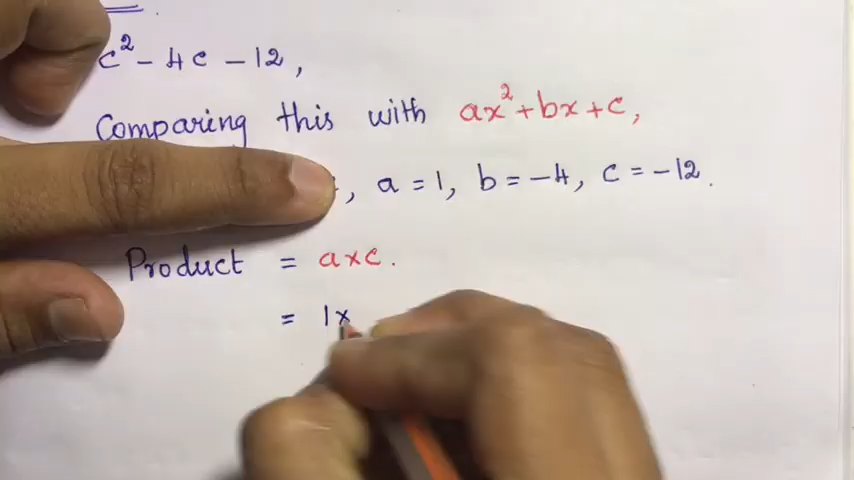 c² - 4c - 12,
Comparing this with ax² + bx + c,
, a = 1, b = -4, c = -12.
Product = a x c.
= 1 x